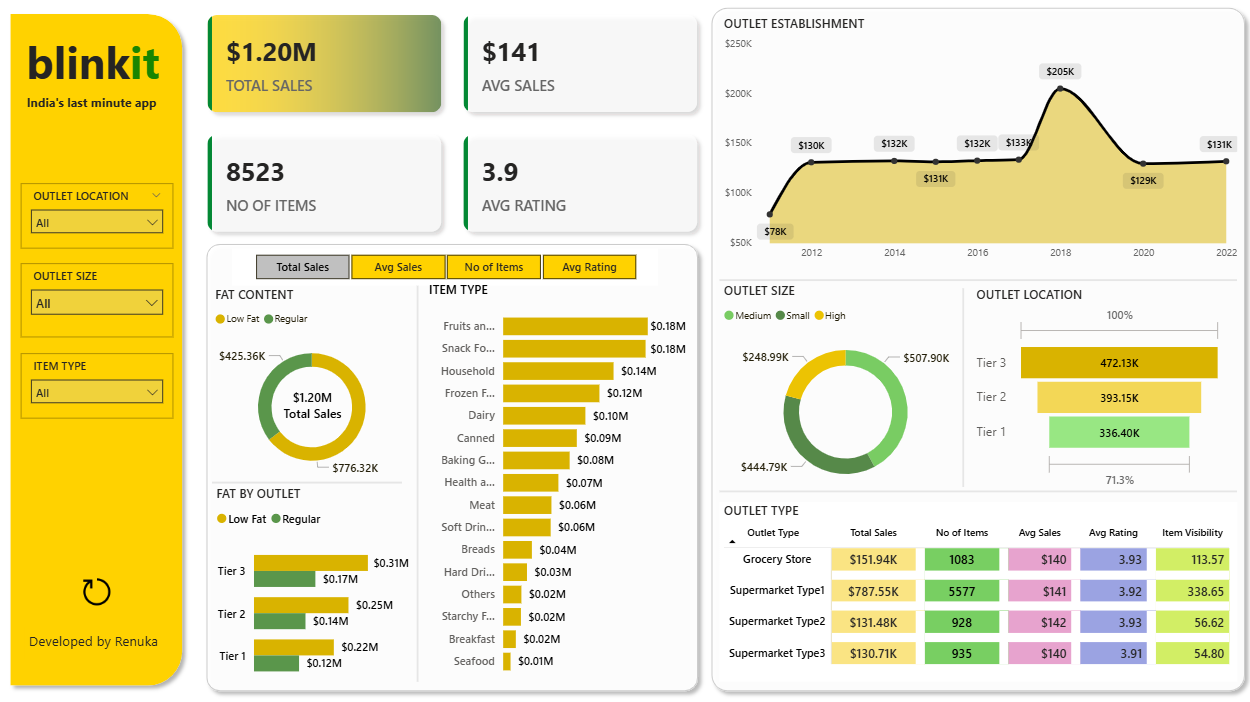 blinkit
India's last minute app
OUTLET LOCATION
All
OUTLET SIZE
All
ITEM TYPE
All
Developed by Renuka
$1.20M
TOTAL SALES
$141
AVG SALES
8523
NO OF ITEMS
3.9
AVG RATING
Total Sales Avg Sales No of Items Avg Rating
FAT CONTENT
Low Fat Regular
$425.36K
$1.20M
Total Sales
$776.32K
FAT BY OUTLET
Low Fat Regular
Tier 3 $0.31M
$0.17M
Tier 2 $0.25M
$0.14M
Tier 1 $0.22M
$0.12M
ITEM TYPE
Fruits an... $0.18M
Snack Fo... $0.18M
Household $0.14M
Frozen F... $0.12M
Dairy $0.10M
Canned $0.09M
Baking G... $0.08M
Health a... $0.07M
Meat $0.06M
Soft Drin... $0.06M
Breads $0.04M
Hard Dri... $0.03M
Others $0.02M
Starchy F... $0.02M
Breakfast $0.02M
Seafood $0.01M
OUTLET ESTABLISHMENT
$250K
$200K
$150K
$100K
$50K
$78K
$130K
$132K
$131K
$132K
$133K
$205K
$129K
$131K
2012 2014 2016 2018 2020 2022
OUTLET SIZE
Medium Small High
$248.99K
$507.90K
$444.79K
OUTLET LOCATION
100%
Tier 3 472.13K
Tier 2 393.15K
Tier 1 336.40K
71.3%
OUTLET TYPE
Outlet Type Total Sales No of Items Avg Sales Avg Rating Item Visibility
Grocery Store $151.94K 1083 $140 3.93 113.57
Supermarket Type1 $787.55K 5577 $141 3.92 338.65
Supermarket Type2 $131.48K 928 $142 3.93 56.62
Supermarket Type3 $130.71K 935 $140 3.91 54.80